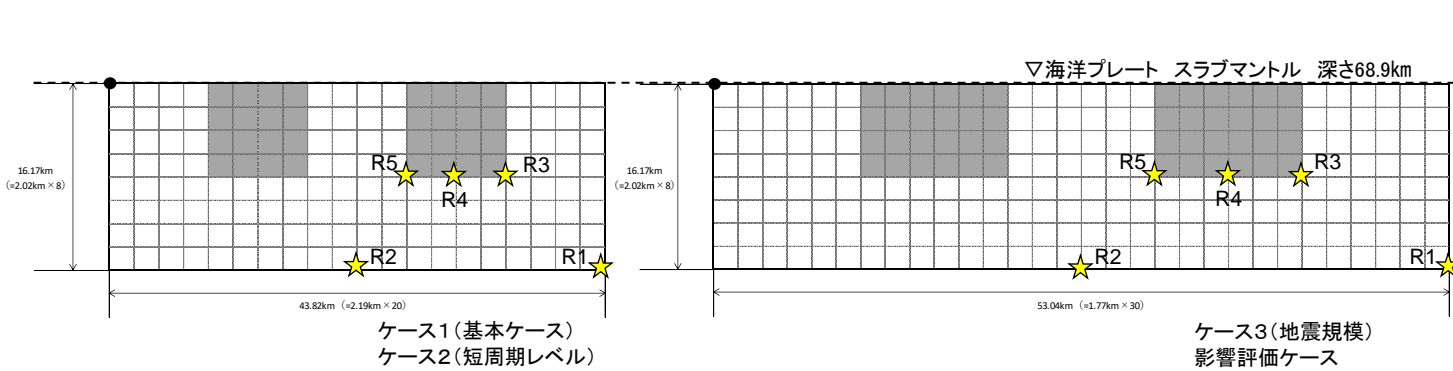 ▽海洋プレート　スラブマントル　深さ68.9km
16.17km
（=2.02km×8）
R5
R3
R4
R2
R1
43.82km（=2.19km×20）
ケース1（基本ケース）
ケース2（短周期レベル）
16.17km
（=2.02km×8）
R5
R3
R4
R2
R1
53.04km（=1.77km×30）
ケース3（地震規模）
影響評価ケース